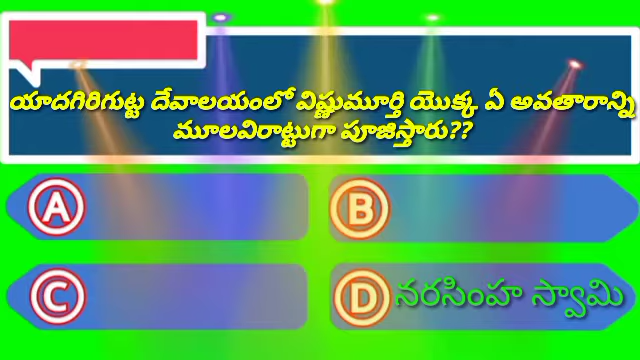 యాదగిరిగుట్ట దేవాలయంలో విష్ణుమూర్తి యొక్క ఏ అవతారాన్ని
మూలవిరాట్టుగా పూజిస్తారు??
A
B
C
D నరసింహ స్వామి